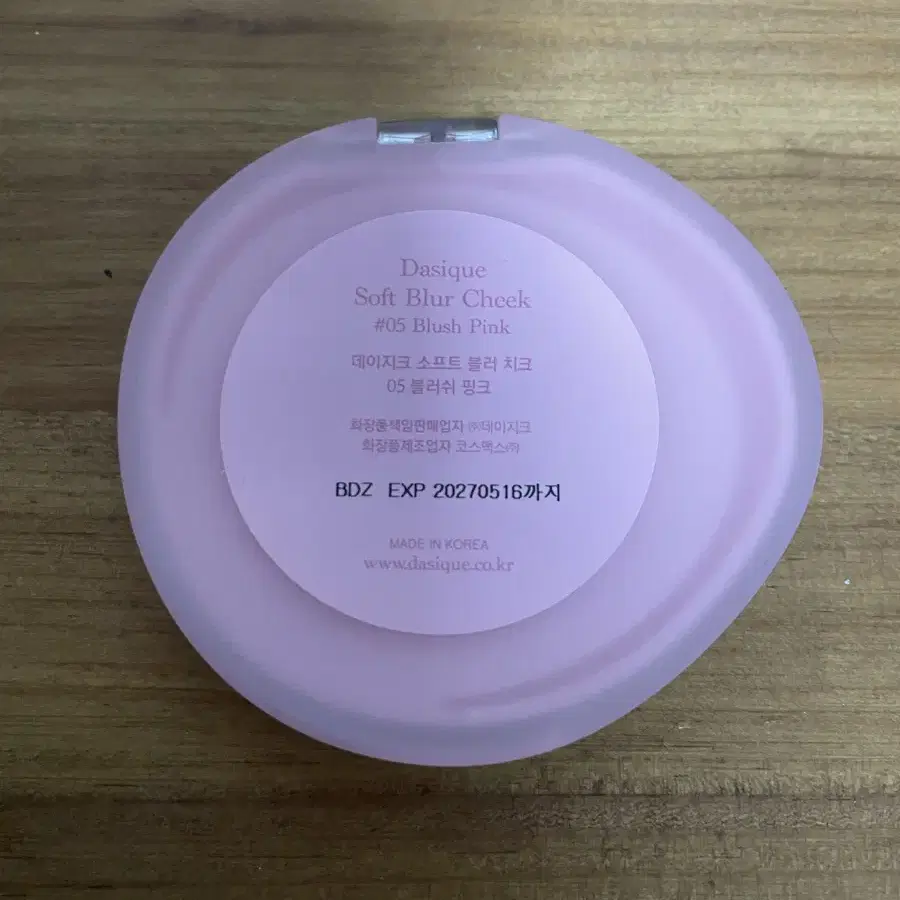 Dasique
Soft Blur Cheek
#05 Blush Pink
데이지크 소프트 블러 치크
05 블러쉬 핑크
화장품책임판매업자 ㈜데이지크
화장품제조업자 코스맥스㈜
BDZ EXP 20270516까지
MADE IN KOREA
www.dasique.co.kr